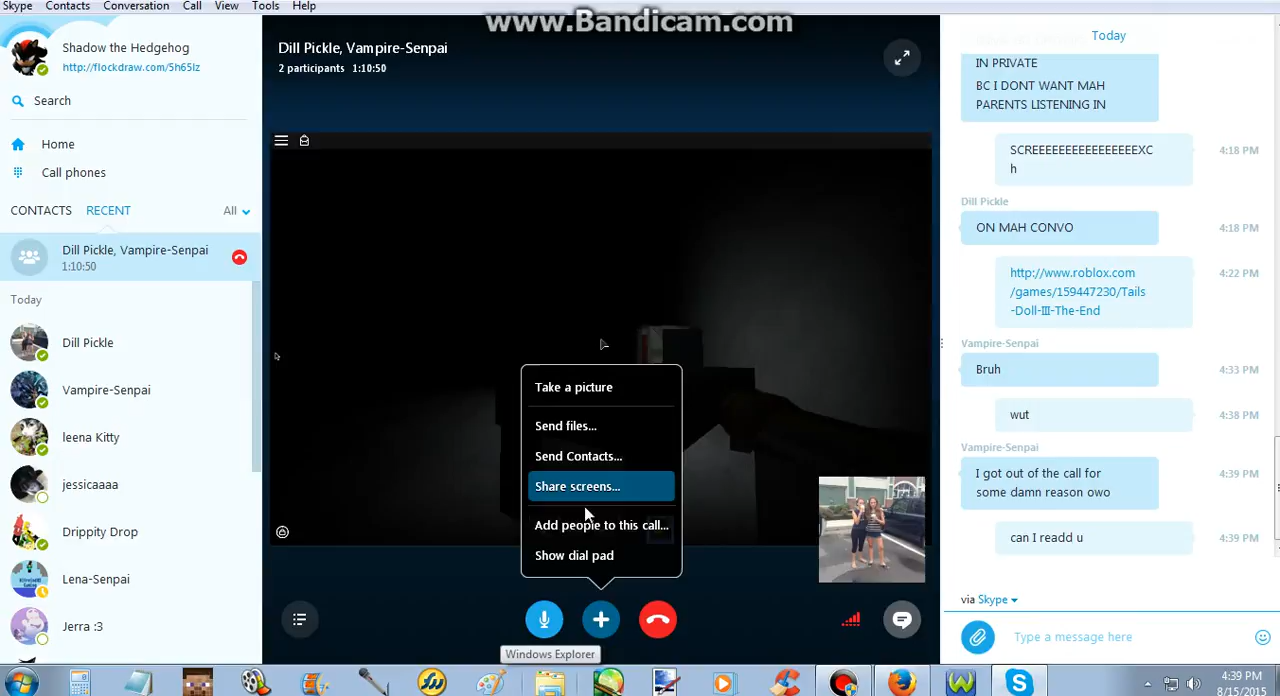 www.Bandicam.com
Skype Contacts Conversation Call View Tools Help
Shadow the Hedgehog
http://flockdraw.com/5h65lz
Search
Home
Call phones
CONTACTS RECENT All
Dill Pickle, Vampire-Senpai
1:10:50
Today
Dill Pickle
Vampire-Senpai
leena Kitty
jessicaaaa
Drippity Drop
Lena-Sempai
Jerra :3
Dill Pickle, Vampire-Senpai
2 participants 1:10:50
Take a picture
Send files...
Send Contacts...
Share screens...
Add people to this call...
Show dial pad
Windows Explorer
Today
IN PRIVATE
BC I DONT WANT MAH
PARENTS LISTENING IN
SCREEEEEEEEEEEEEEEEXC
h
4:18 PM
Dill Pickle
ON MAH CONVO
4:18 PM
http://www.roblox.com
/games/159447230/Tails
-Doll-III-The-End
4:22 PM
Vampire-Senpai
Bruh
4:33 PM
wut
4:38 PM
Vampire-Senpai
I got out of the call for
some damn reason owo
4:39 PM
can I readd u
4:39 PM
via Skype
Type a message here
4:39 PM
8/15/2015